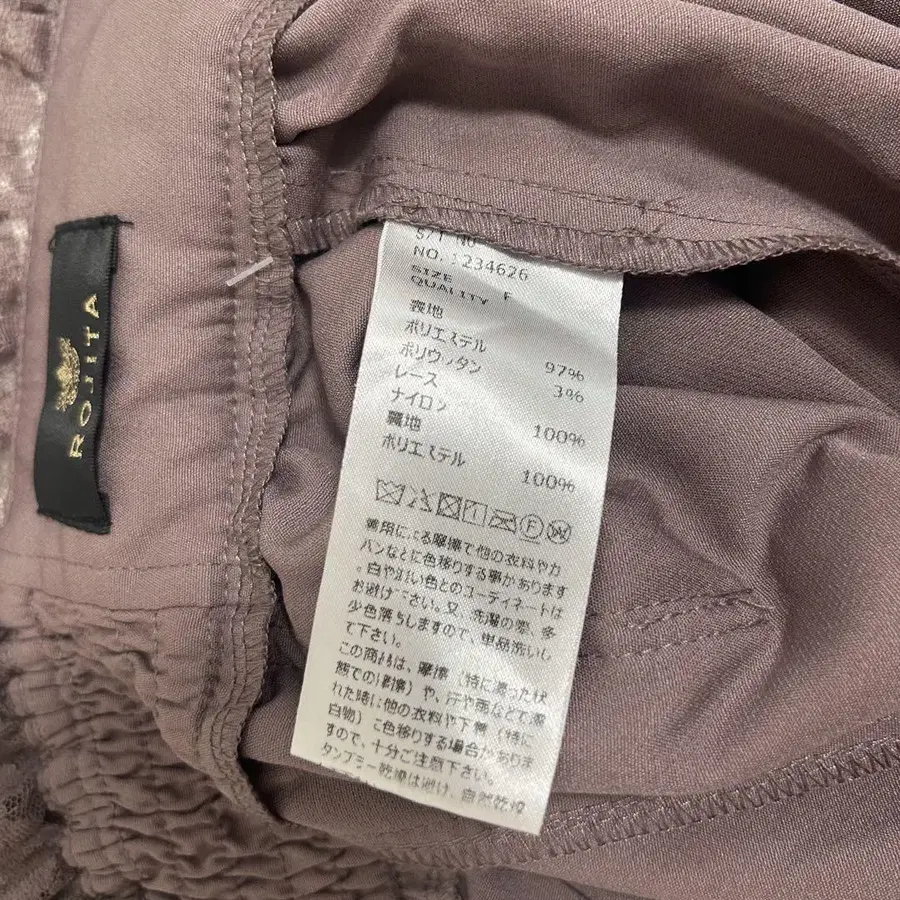 ROJITA
NO. 1234626
SIZE F
QUALITY
表地
ポリエステル 97%
ポリウレタン 3%
レース
ナイロン 100%
裏地
ポリエステル 100%
着用による摩擦で他の衣料やカ
バンなどに色移りする事があります
。白や淡い色とのコーディネートは
お避け下さい。又、洗濯の際、多
少色落ちしますので、単品洗いし
て下さい。
この商品は、摩擦（特に湿った状
態での摩擦）や、汗や雨などで濡
れた時に他の衣料や下着（特に
白物）に色移りする場合がありま
すので、十分ご注意下さい。
タンブラー乾燥は避け、自然乾燥